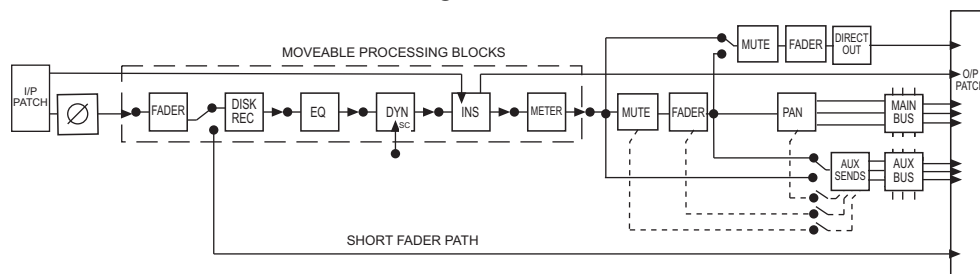 MUTE
FADER
DIRECT
OUT
MOVEABLE PROCESSING BLOCKS
I/P
PATCH
O/P
PATCH
FADER
DISK
REC
EQ
DYN
SC
INS
METER
MUTE
FADER
PAN
MAIN
BUS
AUX
SENDS
AUX
BUS
SHORT FADER PATH